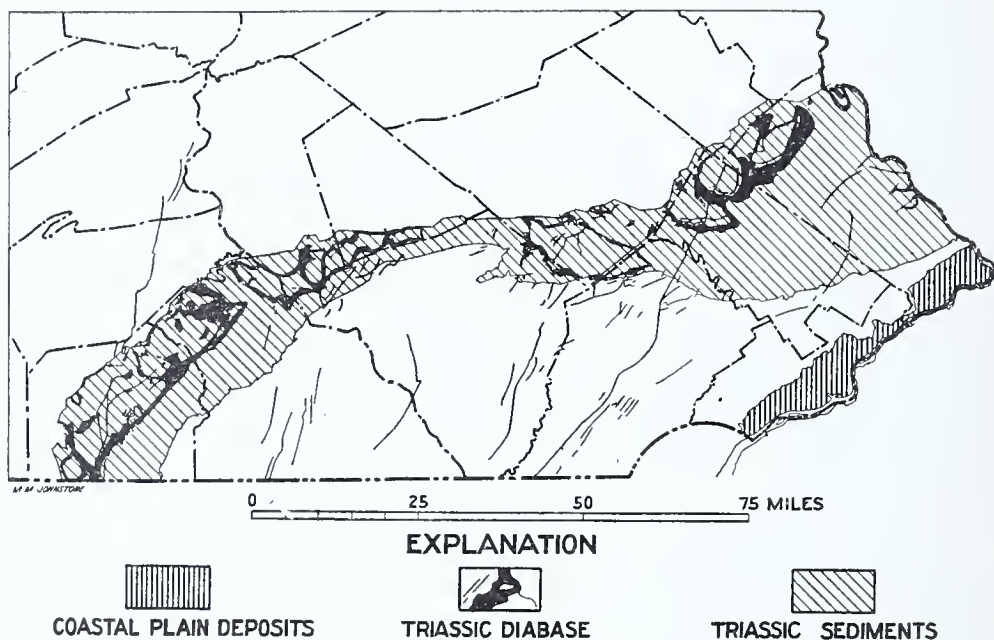 M M JOHNSTONE
0 25 50 75 MILES
EXPLANATION
COASTAL PLAIN DEPOSITS
TRIASSIC DIABASE
TRIASSIC SEDIMENTS